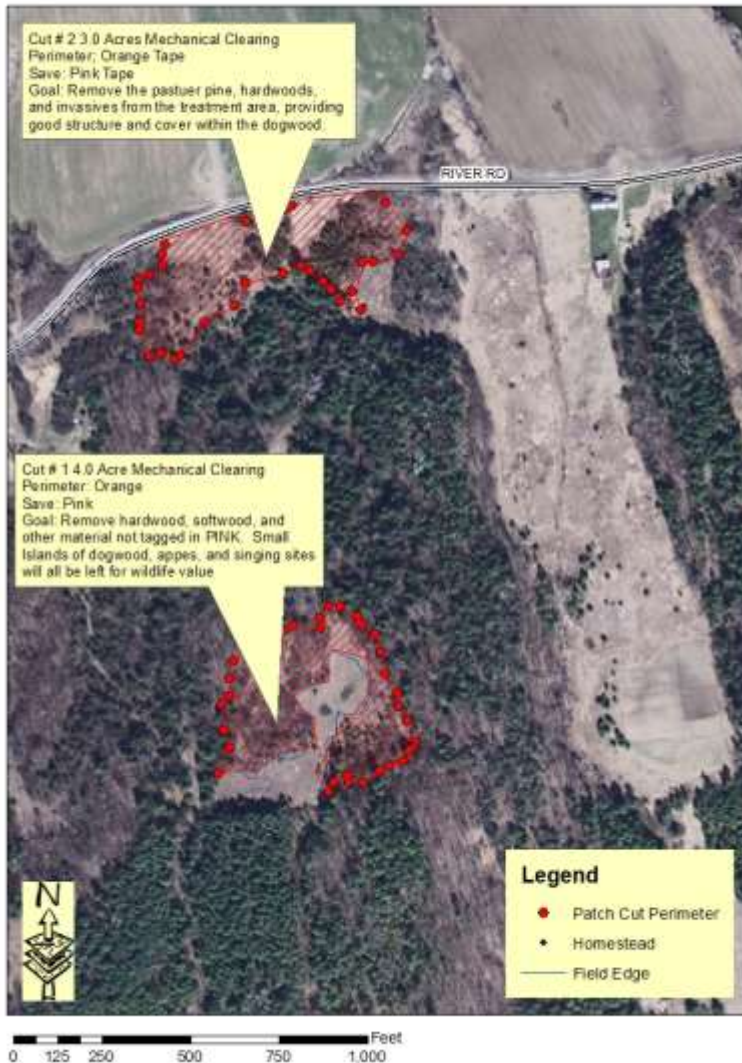 Cut # 2 3.0 Acres Mechanical Clearing
Perimeter; Orange Tape
Save: Pink Tape
Goal: Remove the pastuer pine, hardwoods,
and invasives from the treatment area, providing
good structure and cover within the dogwood.
RIVER RD
Cut # 1 4.0 Acre Mechanical Clearing
Perimeter: Orange
Save: Pink
Goal: Remove hardwood, softwood, and
other material not tagged in PINK. Small
Islands of dogwood, appes, and singing sites
will all be left for wildlife value
N
Legend
Patch Cut Perimeter
Homestead
Field Edge
Feet
0 125 250 500 750 1,000